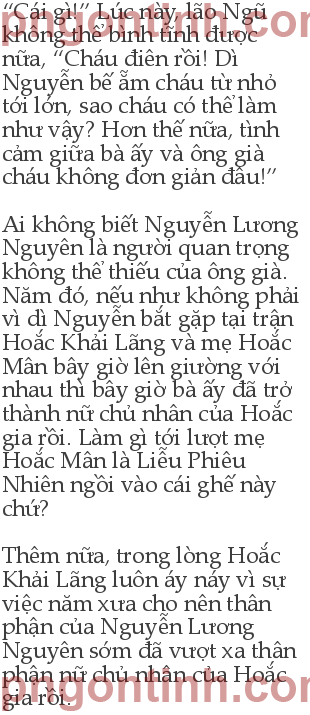 “Cái gì!” Lúc này, lão Ngũ
không thể bình tĩnh được
nữa, “Cháu điên rồi! Dì
Nguyễn bế ẵm cháu từ nhỏ
tới lớn, sao cháu có thể làm
như vậy? Hơn thế nữa, tình
cảm giữa bà ấy và ông già
cháu không đơn giản đâu!”
Ai không biết Nguyễn Lương
Nguyên là người quan trọng
không thể thiếu của ông già.
Năm đó, nếu như không phải
vì dì Nguyễn bắt gặp tại trận
Hoắc Khải Lãng và mẹ Hoắc
Mân bây giờ lên giường vói
nhau thì bây giờ bà ấy đã trở
thành nữ chủ nhân của Hoắc
gia rồi. Làm gì tới lượt mẹ
Hoắc Mân là Liễu Phiêu
Nhiên ngồi vào cái ghế này
chứ?
Thêm nữa, trong lòng Hoắc
Khải Lãng luôn áy náy vì sự
việc năm xưa cho nên thân
phận của Nguyễn Lương
Nguyên sớm đã vượt xa thân
phận nữ chủ nhân của Hoắc
gia rồi.
pngontinh.com
pngontinh.com